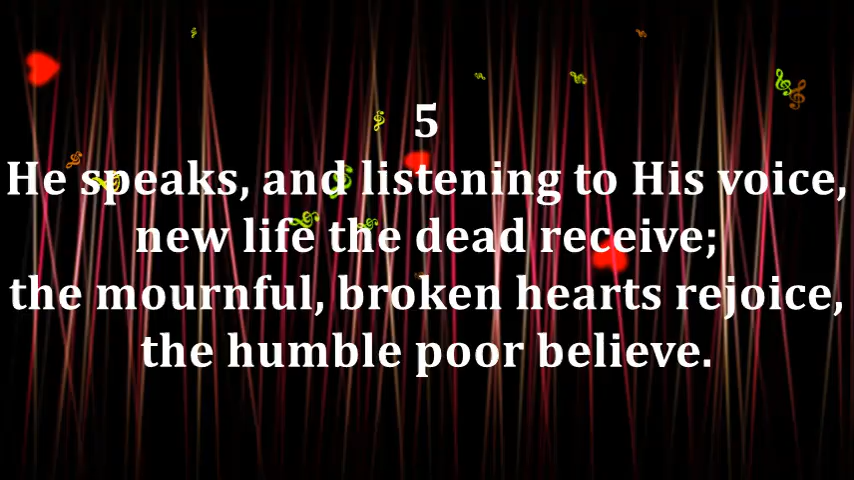 5
He speaks, and listening to His voice,
new life the dead receive;
the mournful, broken hearts rejoice,
the humble poor believe.